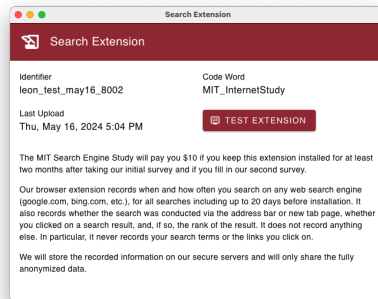 Search Extension
Search Extension
Identifier
leon_test_may16_8002
Code Word
MIT_InternetStudy
Last Upload
Thu, May 16, 2024 5:04 PM
TEST EXTENSION
The MIT Search Engine Study will pay you $10 if you keep this extension installed for at least
two months after taking our initial survey and if you fill in our second survey.
Our browser extension records when and how often you search on any web search engine
(google.com, bing.com, etc.), for all searches including up to 20 days before installation. It
also records whether the search was conducted via the address bar or new tab page, whether
you clicked on a search result, and, if so, the rank of the result. It does not record anything
else. In particular, it never records your search terms or the links you click on.
We will store the recorded information on our secure servers and will only share the fully
anonymized data.